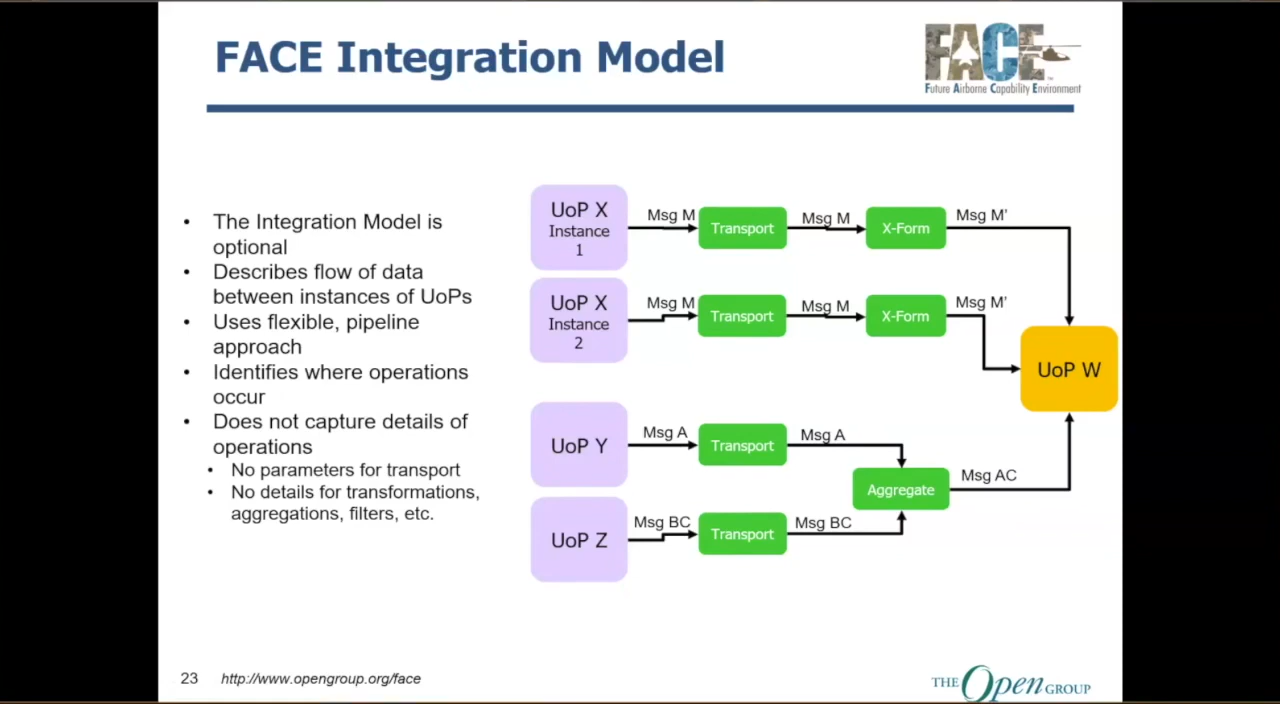 FACE Integration Model
FACE
Future Airborne Capability Environment
• The Integration Model is
optional
• Describes flow of data
between instances of UoPs
• Uses flexible, pipeline
approach
• Identifies where operations
occur
• Does not capture details of
operations
• No parameters for transport
• No details for transformations,
aggregations, filters, etc.
UoP X
Instance
1
Msg M
Transport
Msg M
X-Form
Msg M'
UoP X
Instance
2
Msg M
Transport
Msg M
X-Form
Msg M'
UoP W
UoP Y
Msg A
Transport
Msg A
Aggregate
Msg AC
UoP Z
Msg BC
Transport
Msg BC
23 http://www.opengroup.org/face
THE Open GROUP